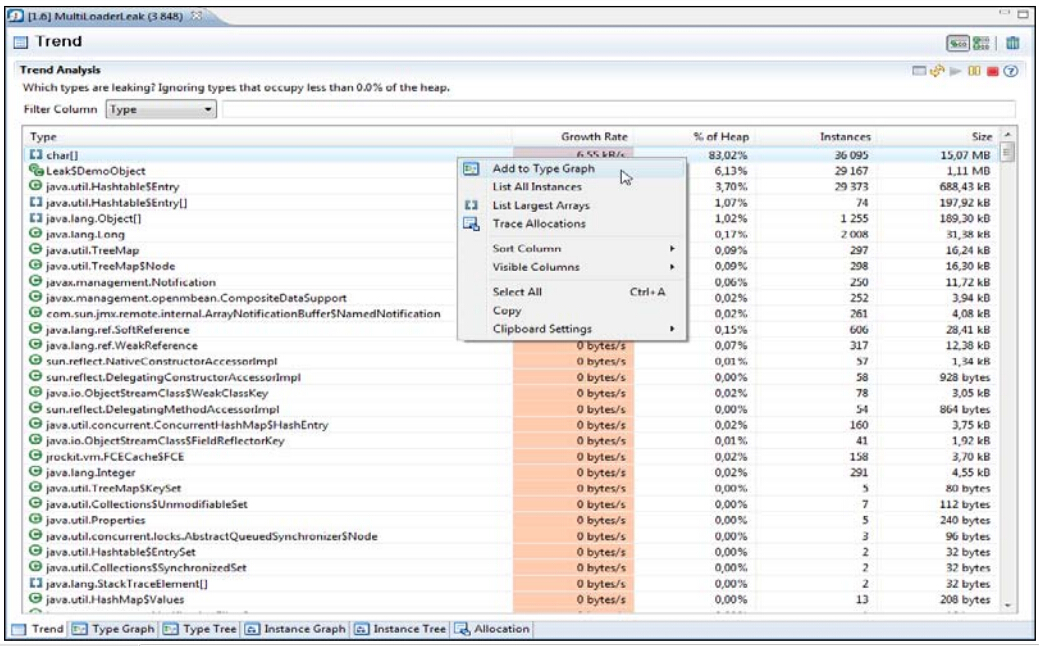 [1.6] MultiLoaderLeak (3 848)
Trend
Trend Analysis
Which types are leaking? Ignoring types that occupy less than 0.0% of the heap.
Filter Column Type
Type Growth Rate % of Heap Instances Size
char[] 6,55 kB/s 83,02% 36 095 15,07 MB
Leak$DemoObject 6,13% 29 167 1,11 MB
java.util.Hashtable$Entry 3,70% 29 373 688,43 kB
java.util.Hashtable$Entry[] 1,07% 74 197,92 kB
java.lang.Object[] 1,02% 1 255 189,30 kB
java.lang.Long 0,17% 2 008 31,38 kB
java.util.TreeMap 0,09% 297 16,24 kB
java.util.TreeMap$Node 0,09% 298 16,30 kB
javax.management.Notification 0,06% 250 11,72 kB
javax.management.openmbean.CompositeDataSupport 0,02% 252 3,94 kB
com.sun.jmx.remote.internal.ArrayNotificationBuffer$NamedNotification 0,02% 261 4,08 kB
java.lang.ref.SoftReference 0,15% 606 28,41 kB
java.lang.ref.WeakReference 0 bytes/s 0,07% 317 12,38 kB
sun.reflect.NativeConstructorAccessorImpl 0 bytes/s 0,01% 57 1,34 kB
sun.reflect.DelegatingConstructorAccessorImpl 0 bytes/s 0,00% 58 928 bytes
java.io.ObjectStreamClass$WeakClassKey 0 bytes/s 0,02% 78 3,05 kB
sun.reflect.DelegatingMethodAccessorImpl 0 bytes/s 0,00% 54 864 bytes
java.util.concurrent.ConcurrentHashMap$HashEntry 0 bytes/s 0,02% 160 3,75 kB
java.io.ObjectStreamClass$FieldReflectorKey 0 bytes/s 0,01% 41 1,92 kB
jrockit.vm.FCECache$FCE 0 bytes/s 0,02% 158 3,70 kB
java.lang.Integer 0 bytes/s 0,02% 291 4,55 kB
java.util.TreeMap$KeySet 0 bytes/s 0,00% 5 80 bytes
java.util.Collections$UnmodifiableSet 0 bytes/s 0,00% 7 112 bytes
java.util.Properties 0 bytes/s 0,00% 5 240 bytes
java.util.concurrent.locks.AbstractQueuedSynchronizer$Node 0 bytes/s 0,00% 3 96 bytes
java.util.Hashtable$EntrySet 0 bytes/s 0,00% 2 32 bytes
java.util.Collections$SynchronizedSet 0 bytes/s 0,00% 2 32 bytes
java.lang.StackTraceElement[] 0 bytes/s 0,00% 2 32 bytes
java.util.HashMap$Values 0 bytes/s 0,00% 13 208 bytes
Add to Type Graph
List All Instances
List Largest Arrays
Trace Allocations
Sort Column
Visible Columns
Select All Ctrl+A
Copy
Clipboard Settings
Trend Type Graph Type Tree Instance Graph Instance Tree Allocation